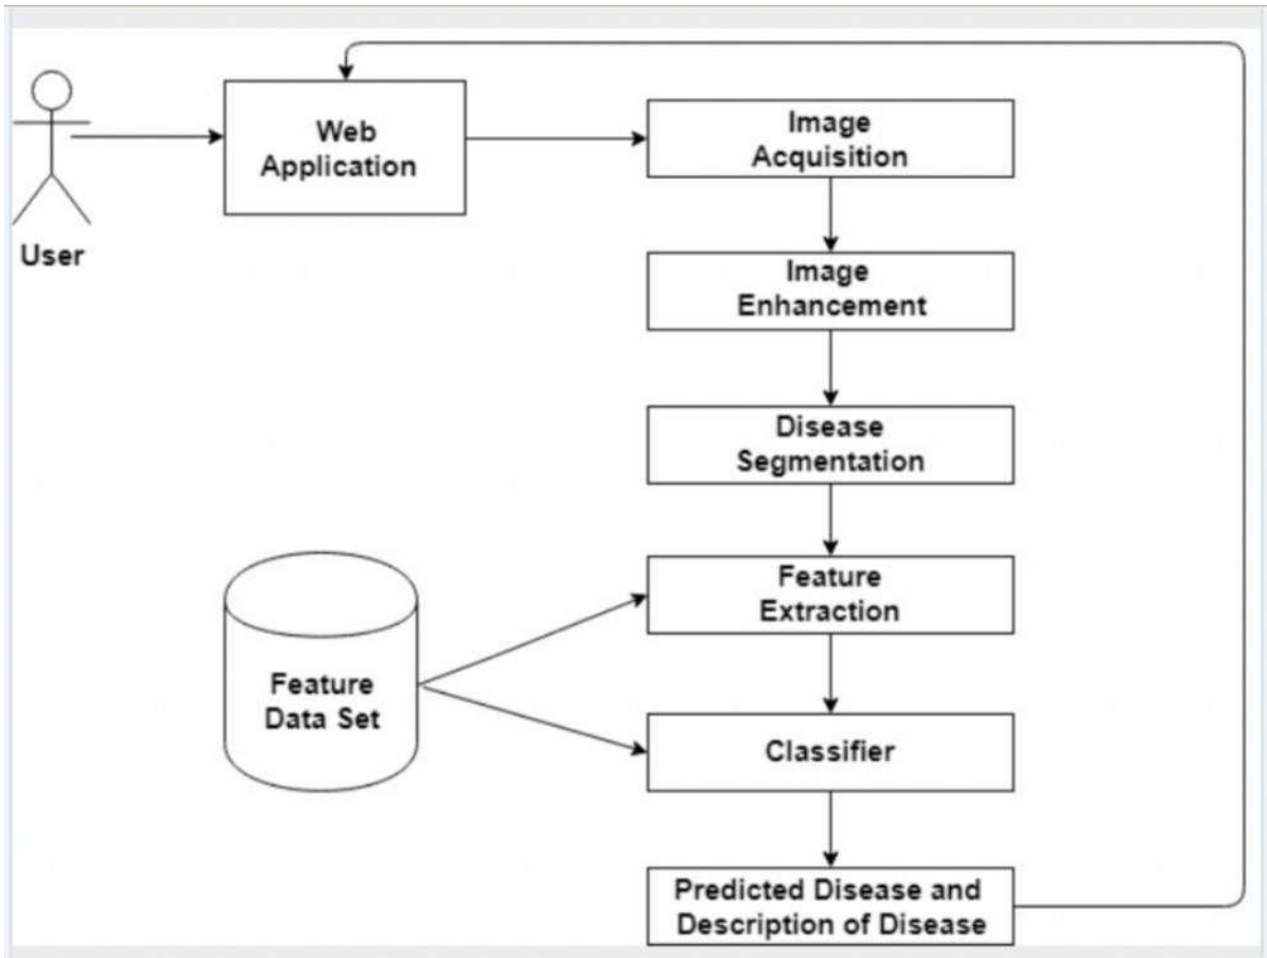 User
Web
Application
Image
Acquisition
Image
Enhancement
Disease
Segmentation
Feature
Extraction
Feature
Data Set
Classifier
Predicted Disease and
Description of Disease